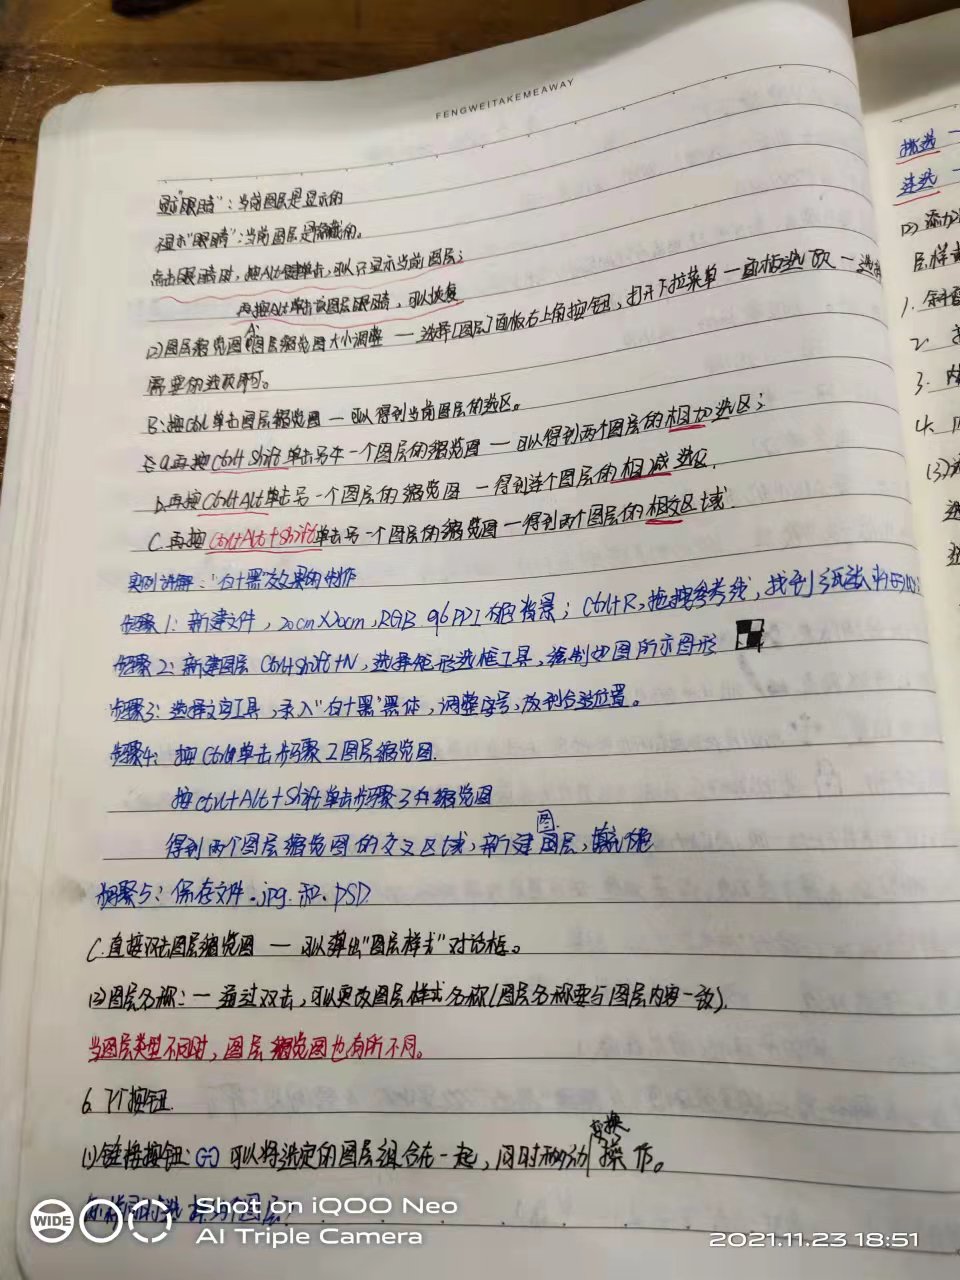 FENGWEITAKEMEAWAY
显示"眼睛"：当前图层是显示的
"眼睛"：当前图层是隐藏的。
点击眼睛时，按Alt键单击，可以只显示当前图层；
再按Alt单击该图层眼睛，可以恢复
(2)图层缩览图 A:图层缩览图大小调整 — 选择[图层]面板右上角按钮，打开下拉菜单 — 面板选项 — 选择
需要的选项即可。
B:按Ctrl单击图层缩览图 — 可以得到当前图层的选区。
a.再按Ctrl+Shift单击另一个图层的缩览图 — 可以得到两个图层的相加选区；
b.再按Ctrl+Alt单击另一个图层的缩览图 — 得到这个图层的相减选区.
C.再按Ctrl+Alt+Shift单击另一个图层的缩览图 — 得到两个图层的相交区域.
实例讲解："白+黑"效果的制作
步骤1：新建文件，20cm×20cm，RGB 96PPI 背景；Ctrl+R，拖拽参考线，找到纸张中
步骤2：新建图层 Ctrl+Shift+N，选择矩形选框工具，绘制如图所示图形
步骤3：选择文字工具，录入"白+黑"黑体，调整字号，放到合适位置。
步骤4：按Ctrl单击步骤2图层缩览图.
按Ctrl+Alt+Shift单击步骤3缩览图
图.
得到两个图层缩览图的交叉区域，新建图层，填
步骤5：保存文件.jpg.和.PSD
C.直接双击图层缩览图 — 可以弹出"图层样式"对话框。
(3)图层名称：— 通过双击，可以更改图层样式名称(图层名称要与图层内容一致).
当图层类型不同时，图层缩览图也有所不同。
6.7个按钮.
变换
(1)链接按钮：可以将选定的图层组合在一起，同时移动操作。
挑选 —
连选 —
(2)添加
层样式
1.斜
2.
3.内
4.
(3)
WIDE
Shot on iQOO Neo
AI Triple Camera
2021.11.23 18:51